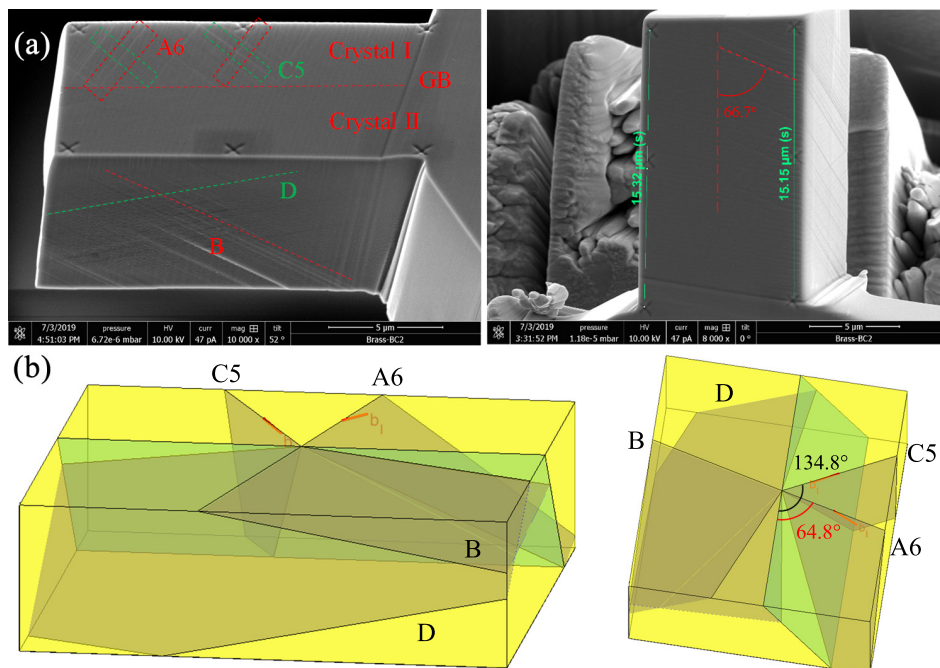 (a)
A6
C5
Crystal I
GB
Crystal II
D
B
7/3/2019
4:51:03 PM
pressure
6.72e-6 mbar
HV
10.00 kV
curr
47 pA
mag
10 000 x
tilt
52 °
5 µm
Brass-BC2
66.7°
15.32 µm (s)
15.15 µm (s)
7/3/2019
3:31:52 PM
pressure
1.18e-5 mbar
HV
10.00 kV
curr
47 pA
mag
8 000 x
tilt
0 °
5 µm
Brass-BC2
(b)
C5
A6
b
b1
B
D
D
B
C5
134.8°
64.8°
A6